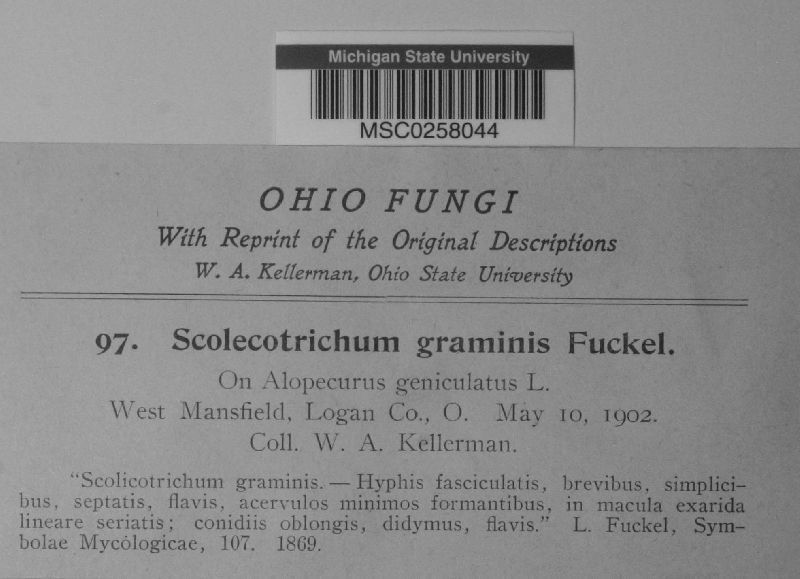 Michigan State University
MSC0258044
OHIO FUNGI
With Reprint of the Original Descriptions
W. A. Kellerman, Ohio State University
97. Scolecotrichum graminis Fuckel.
On Alopecurus geniculatus L.
West Mansfield, Logan Co., O. May 10, 1902.
Coll. W. A. Kellerman.
"Scolicotrichum graminis. — Hyphis fasciculatis, brevibus, simplici-
bus, septatis, flavis, acervulos minimos formantibus, in macula exarida
lineare seriatis; conidiis oblongis, didymus, flavis." L. Fuckel, Sym-
bolae Mycologicae, 107. 1869.